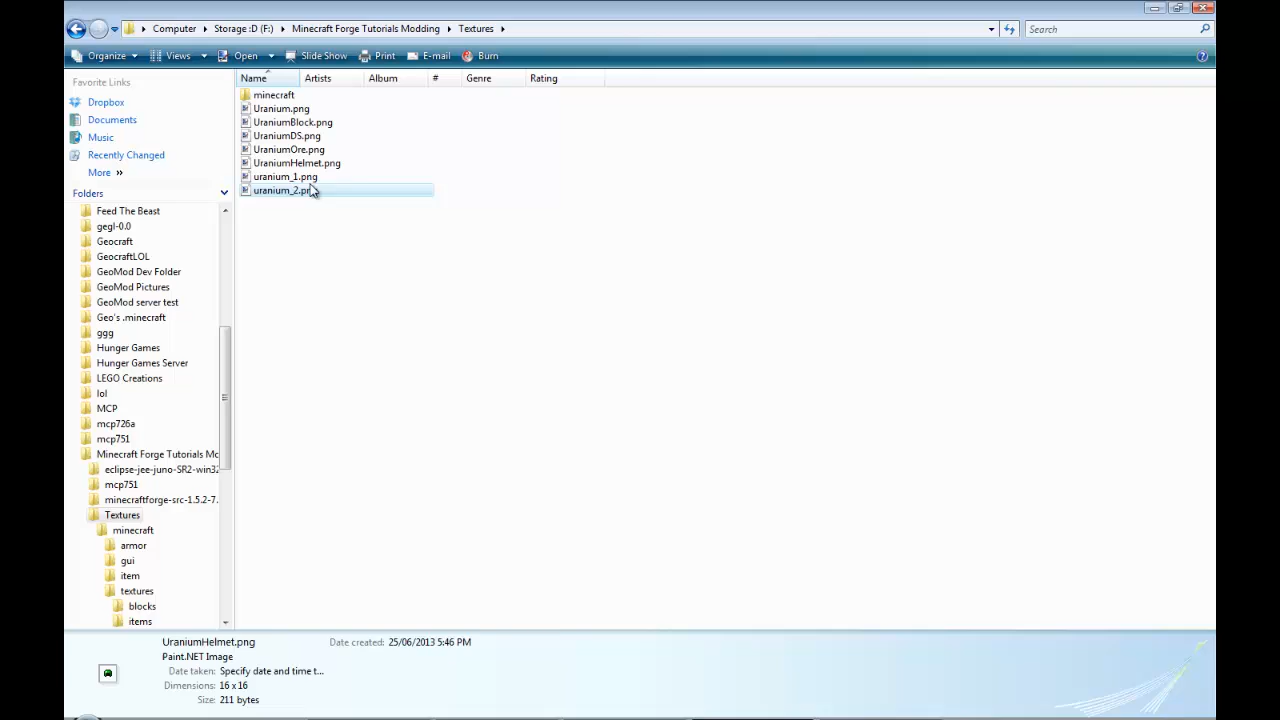 Computer Storage :D (F:) Minecraft Forge Tutorials Modding Textures Search
Organize Views Open Slide Show Print E-mail Burn
Favorite Links
Dropbox
Documents
Music
Recently Changed
More »
Folders
Feed The Beast
gegl-0.0
Geocraft
GeocraftLOL
GeoMod Dev Folder
GeoMod Pictures
GeoMod server test
Geo's .minecraft
ggg
Hunger Games
Hunger Games Server
LEGO Creations
lol
MCP
mcp726a
mcp751
Minecraft Forge Tutorials Mc
eclipse-jee-juno-SR2-win32
mcp751
minecraftforge-src-1.5.2-7.
Textures
minecraft
armor
gui
item
textures
blocks
items
Name Artists Album # Genre Rating
minecraft
Uranium.png
UraniumBlock.png
UraniumDS.png
UraniumOre.png
UraniumHelmet.png
uranium_1.png
uranium_2.pn
UraniumHelmet.png Date created: 25/06/2013 5:46 PM
Paint.NET Image
Date taken: Specify date and time t...
Dimensions: 16 x 16
Size: 211 bytes